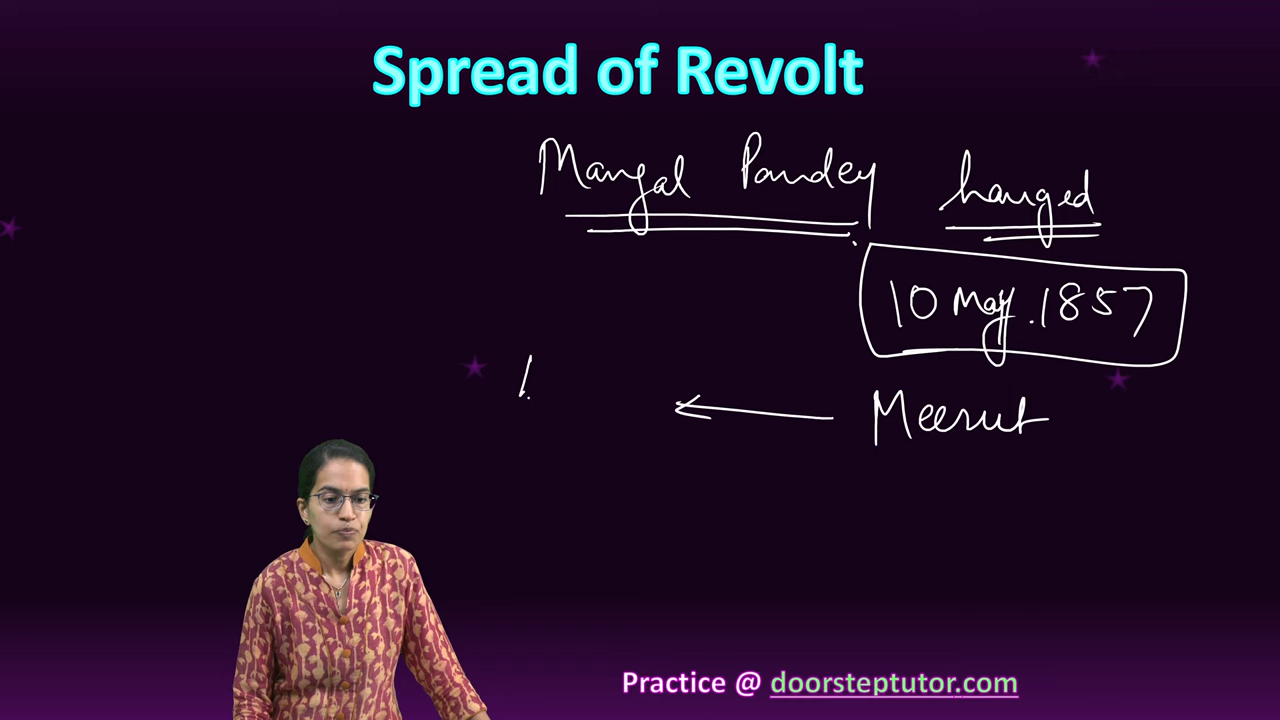 Spread of Revolt
Mangal Pandey hanged
10 May. 1857
Meerut
Practice @ doorsteptutor.com